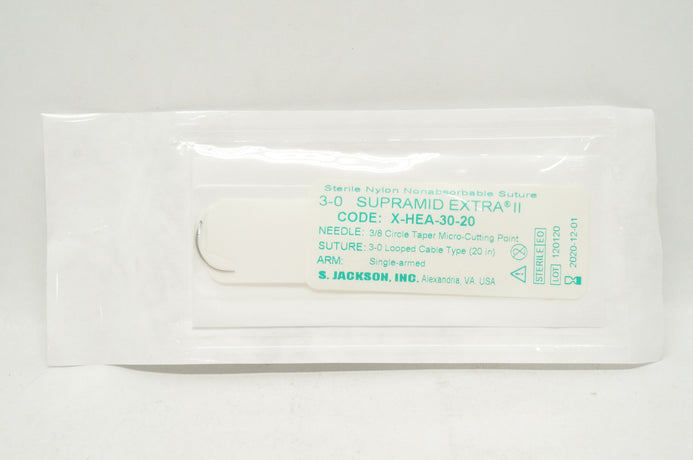 Sterile Nylon Nonabsorbable Suture
3-0 SUPRAMID EXTRA® II
CODE: X-HEA-30-20
NEEDLE: 3/8 Circle Taper Micro-Cutting Point
SUTURE: 3-0 Looped Cable Type (20 in)
ARM: Single-armed
S. JACKSON, INC. Alexandria, VA. USA
STERILE EO
LOT 120120
2020-12-01